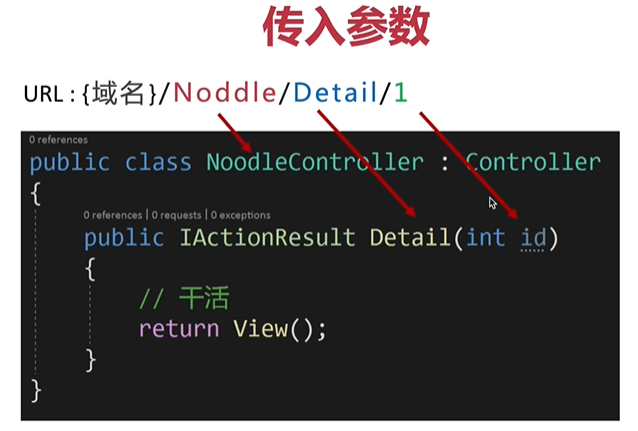 传入参数
URL：{域名}/Noddle/Detail/1
0 references
public class NoodleController : Controller
{
0 references | 0 requests | 0 exceptions
public IActionResult Detail(int id)
{
// 干活
return View();
}
}